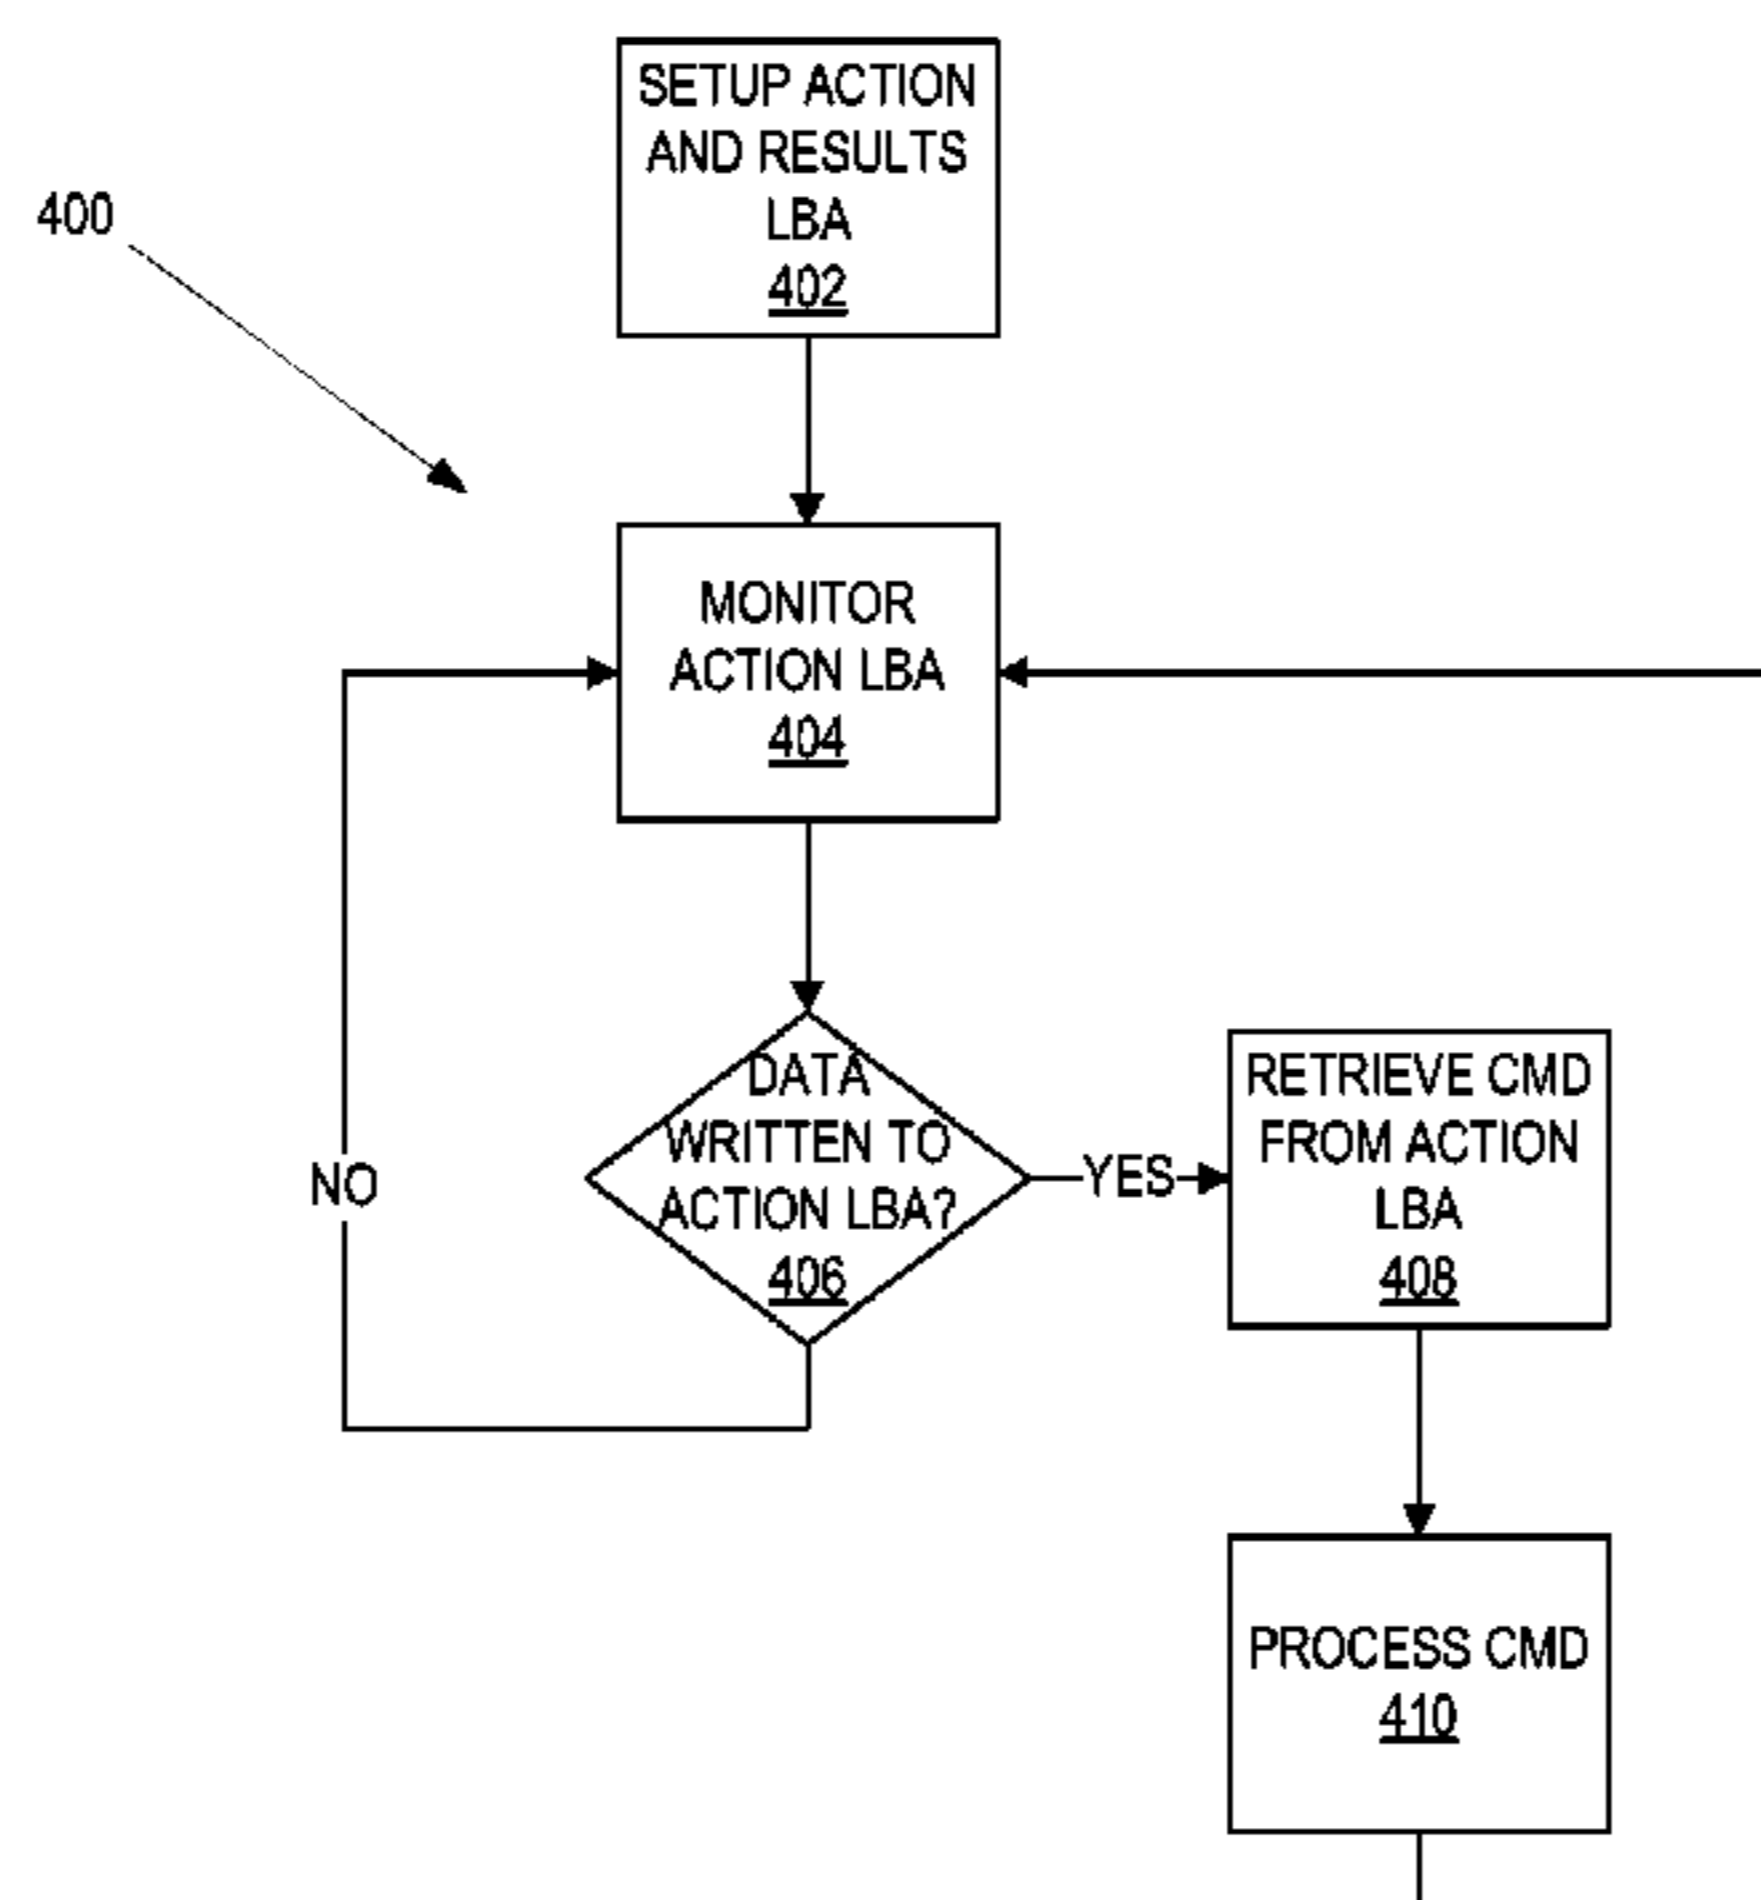 SETUP ACTION
AND RESULTS
LBA
402
400
MONITOR
ACTION LBA
404
DATA
WRITTEN TO
ACTION LBA?
406
NO
YES
RETRIEVE CMD
FROM ACTION
LBA
408
PROCESS CMD
410